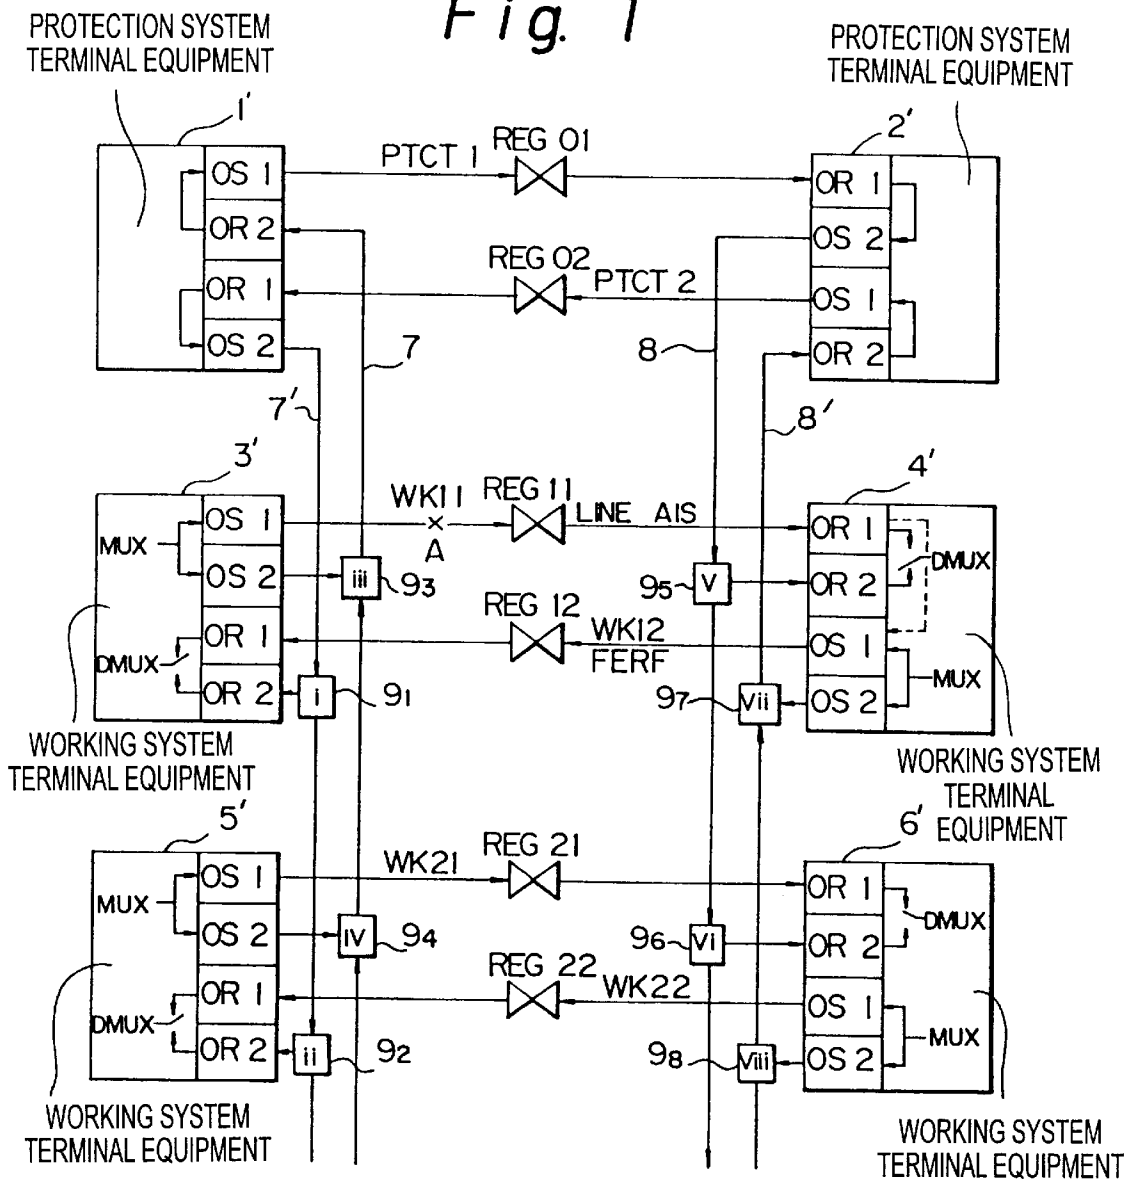 Fig. 1
PROTECTION SYSTEM
TERMINAL EQUIPMENT
PROTECTION SYSTEM
TERMINAL EQUIPMENT
1'
2'
OS 1
OR 2
OR 1
OS 2
PTCT 1
REG 01
REG 02
PTCT 2
OR 1
OS 2
OS 1
OR 2
7
7'
8
8'
3'
4'
MUX
DMUX
OS 1
OS 2
OR 1
OR 2
WK11
A
REG 11
LINE AIS
REG 12
WK12
FERF
iii
93
i
91
V
95
Vii
97
OR 1
OR 2
OS 1
OS 2
DMUX
MUX
WORKING SYSTEM
TERMINAL EQUIPMENT
WORKING SYSTEM
TERMINAL
EQUIPMENT
5'
6'
MUX
DMUX
OS 1
OS 2
OR 1
OR 2
WK21
REG 21
REG 22
WK22
iV
94
ii
92
Vi
96
Viii
98
OR 1
OR 2
OS 1
OS 2
DMUX
MUX
WORKING SYSTEM
TERMINAL EQUIPMENT
WORKING SYSTEM
TERMINAL EQUIPMENT